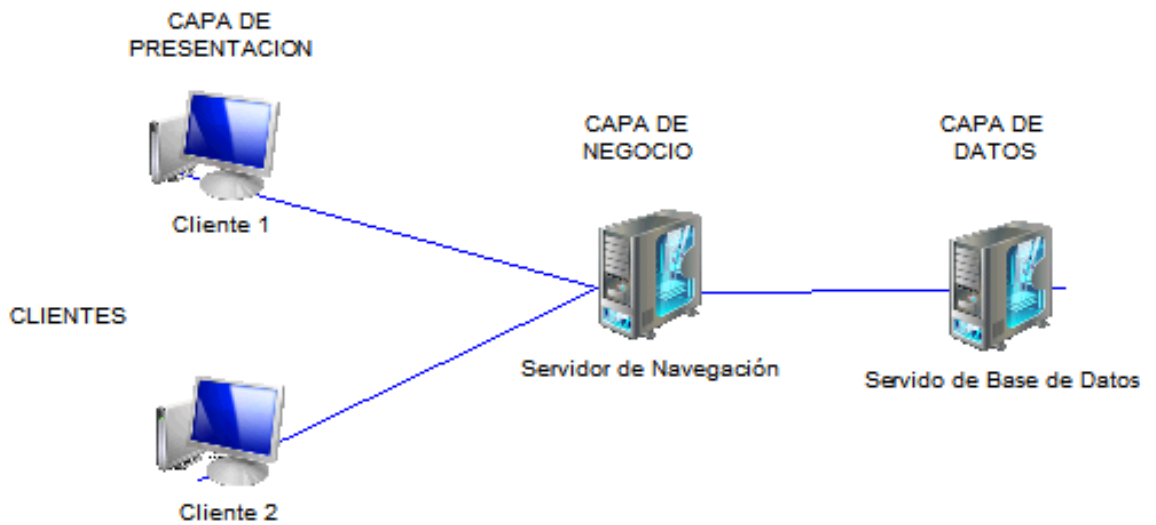 CAPA DE
PRESENTACION
Cliente 1
CLIENTES
Cliente 2
CAPA DE
NEGOCIO
Servidor de Navegación
CAPA DE
DATOS
Servido de Base de Datos